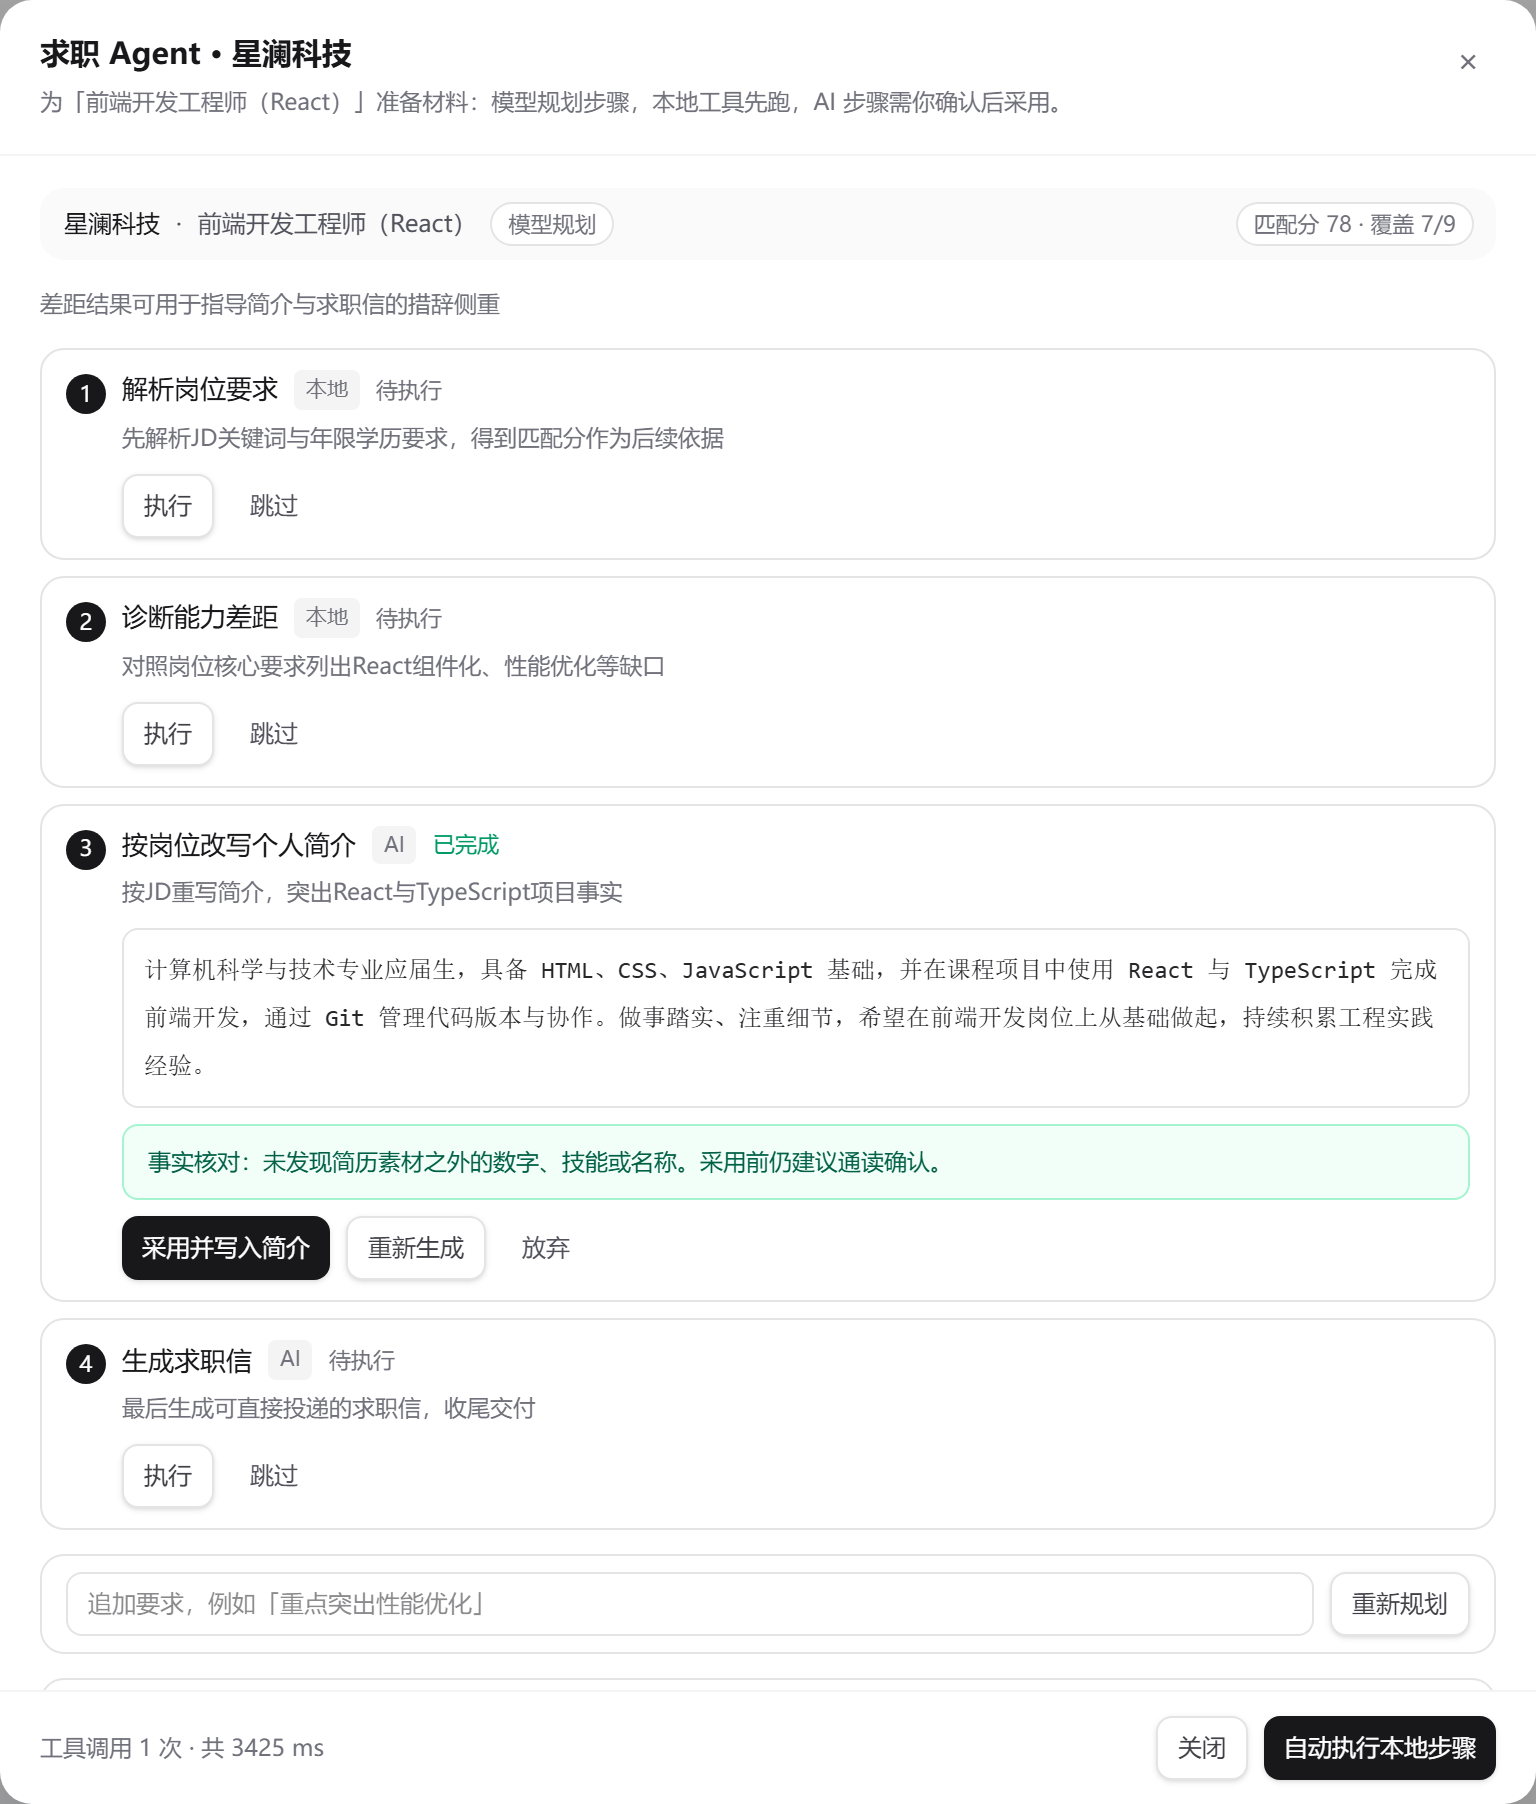 求职 Agent • 星澜科技
为「前端开发工程师（React）」准备材料：模型规划步骤，本地工具先跑，AI 步骤需你确认后采用。
星澜科技 · 前端开发工程师（React） 模型规划 匹配分 78 · 覆盖 7/9
差距结果可用于指导简介与求职信的措辞侧重
1 解析岗位要求 本地 待执行
先解析JD关键词与年限学历要求，得到匹配分作为后续依据
执行 跳过
2 诊断能力差距 本地 待执行
对照岗位核心要求列出React组件化、性能优化等缺口
执行 跳过
3 按岗位改写个人简介 AI 已完成
按JD重写简介，突出React与TypeScript项目事实
计算机科学与技术专业应届生，具备 HTML、CSS、JavaScript 基础，并在课程项目中使用 React 与 TypeScript 完成
前端开发，通过 Git 管理代码版本与协作。做事踏实、注重细节，希望在前端开发岗位上从基础做起，持续积累工程实践
经验。
事实核对：未发现简历素材之外的数字、技能或名称。采用前仍建议通读确认。
采用并写入简介 重新生成 放弃
4 生成求职信 AI 待执行
最后生成可直接投递的求职信，收尾交付
执行 跳过
追加要求，例如「重点突出性能优化」 重新规划
工具调用 1 次 · 共 3425 ms 关闭 自动执行本地步骤